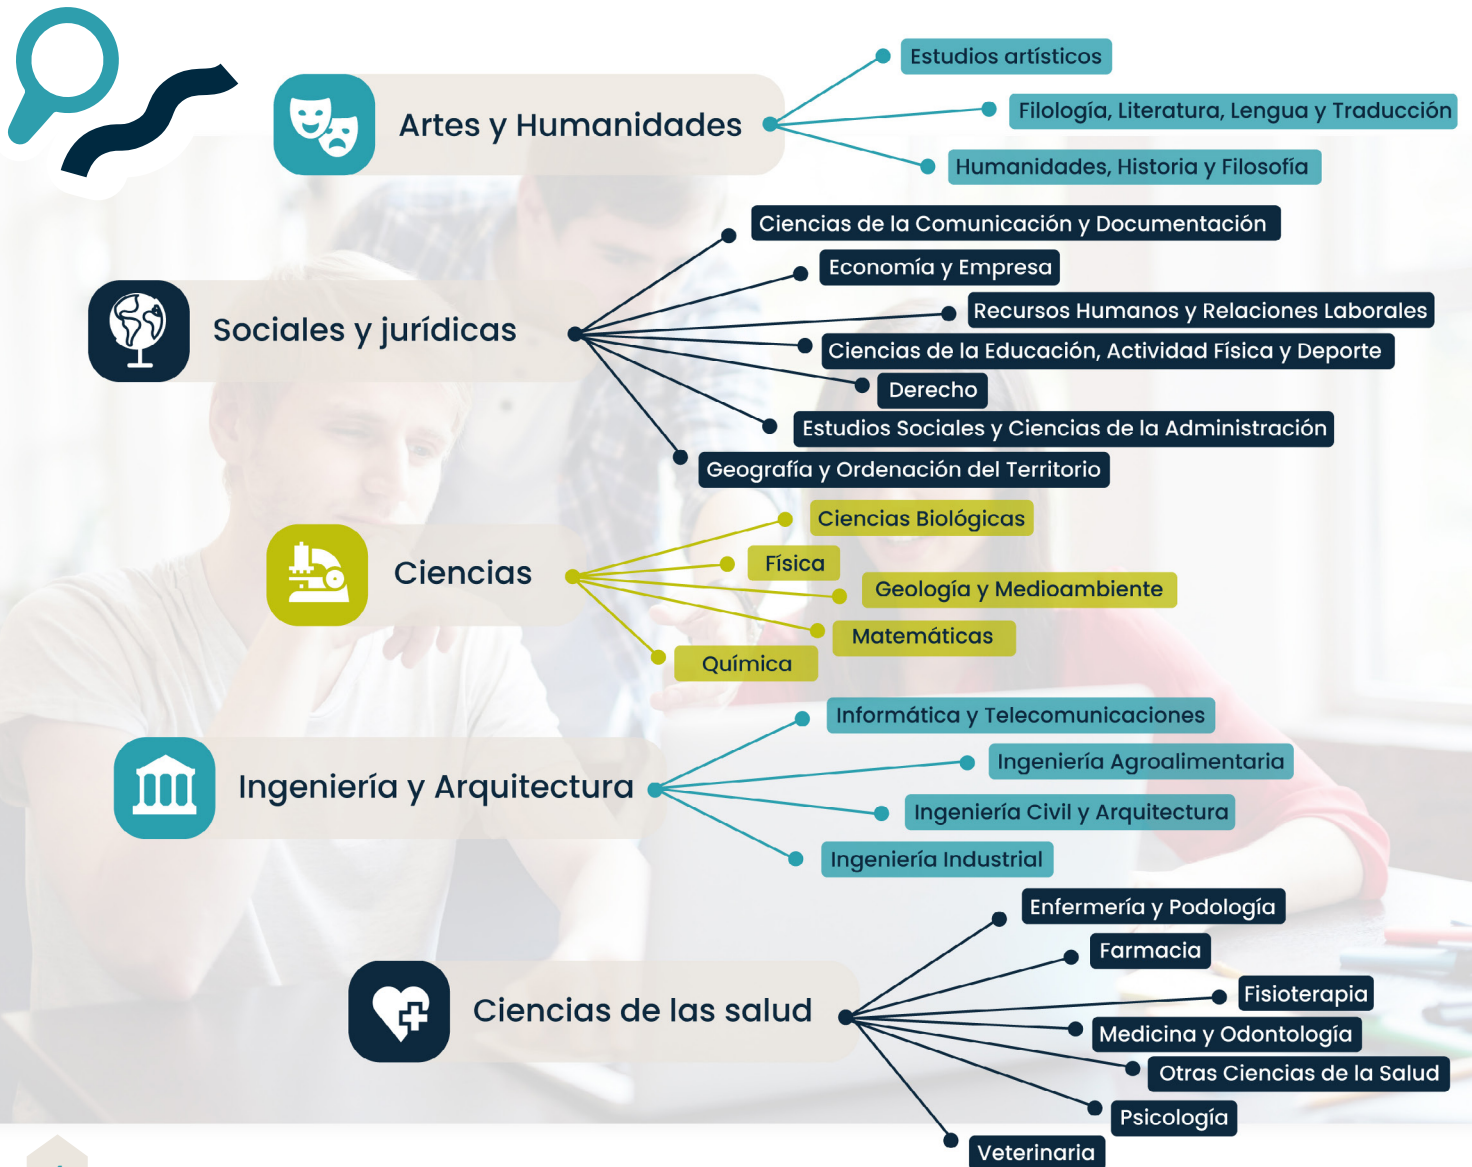 Artes y Humanidades
Estudios artísticos
Filología, Literatura, Lengua y Traducción
Humanidades, Historia y Filosofía
Sociales y jurídicas
Ciencias de la Comunicación y Documentación
Economía y Empresa
Recursos Humanos y Relaciones Laborales
Ciencias de la Educación, Actividad Física y Deporte
Derecho
Estudios Sociales y Ciencias de la Administración
Geografía y Ordenación del Territorio
Ciencias
Ciencias Biológicas
Física
Geología y Medioambiente
Matemáticas
Química
Ingeniería y Arquitectura
Informática y Telecomunicaciones
Ingeniería Agroalimentaria
Ingeniería Civil y Arquitectura
Ingeniería Industrial
Ciencias de las salud
Enfermería y Podología
Farmacia
Fisioterapia
Medicina y Odontología
Otras Ciencias de la Salud
Psicología
Veterinaria